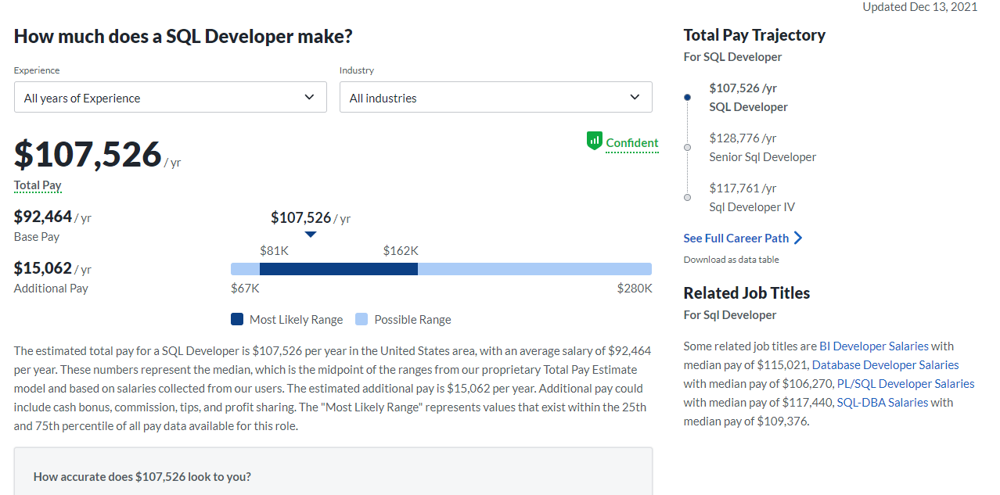 Updated Dec 13, 2021
How much does a SQL Developer make?
Experience
Industry
All years of Experience
All industries
$107,526 / yr
Confident
Total Pay
$92,464 / yr
Base Pay
$15,062 / yr
Additional Pay
$107,526 / yr
$81K
$162K
$67K
$280K
Most Likely Range
Possible Range
The estimated total pay for a SQL Developer is $107,526 per year in the United States area, with an average salary of $92,464
per year. These numbers represent the median, which is the midpoint of the ranges from our proprietary Total Pay Estimate
model and based on salaries collected from our users. The estimated additional pay is $15,062 per year. Additional pay could
include cash bonus, commission, tips, and profit sharing. The "Most Likely Range" represents values that exist within the 25th
and 75th percentile of all pay data available for this role.
How accurate does $107,526 look to you?
Total Pay Trajectory
For SQL Developer
$107,526 /yr
SQL Developer
$128,776 /yr
Senior Sql Developer
$117,761 /yr
Sql Developer IV
See Full Career Path
Download as data table
Related Job Titles
For Sql Developer
Some related job titles are BI Developer Salaries with
median pay of $115,021, Database Developer Salaries
with median pay of $106,270, PL/SQL Developer Salaries
with median pay of $117,440, SQL-DBA Salaries with
median pay of $109,376.